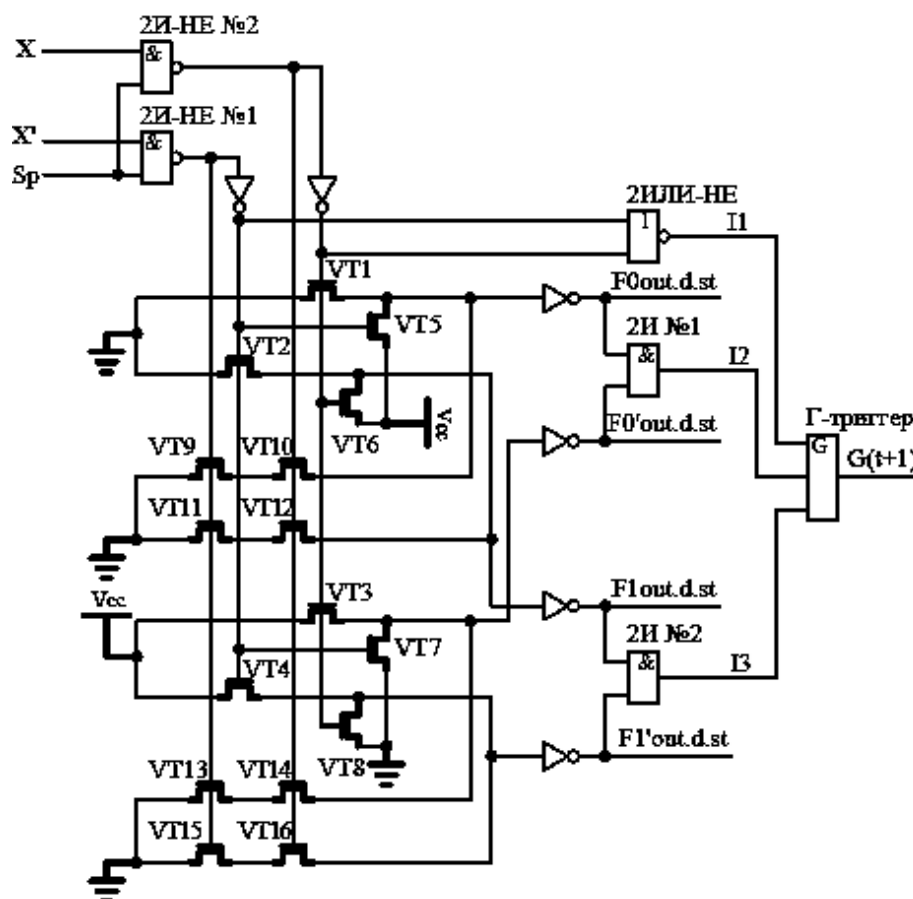 2И-НЕ №2
X
&
2И-НЕ №1
X'
&
Sp
2ИЛИ-НЕ
1
I1
VT1
F0out.d.st
VT5
2И №1
VT2
&
I2
Vcc
F0'out.d.st
Г-триггер
VT6
G
G(t+1)
VT9
VT10
VT11
VT12
Vcc
VT3
F1out.d.st
VT7
2И №2
VT4
&
I3
F1'out.d.st
VT8
VT13
VT14
VT15
VT16